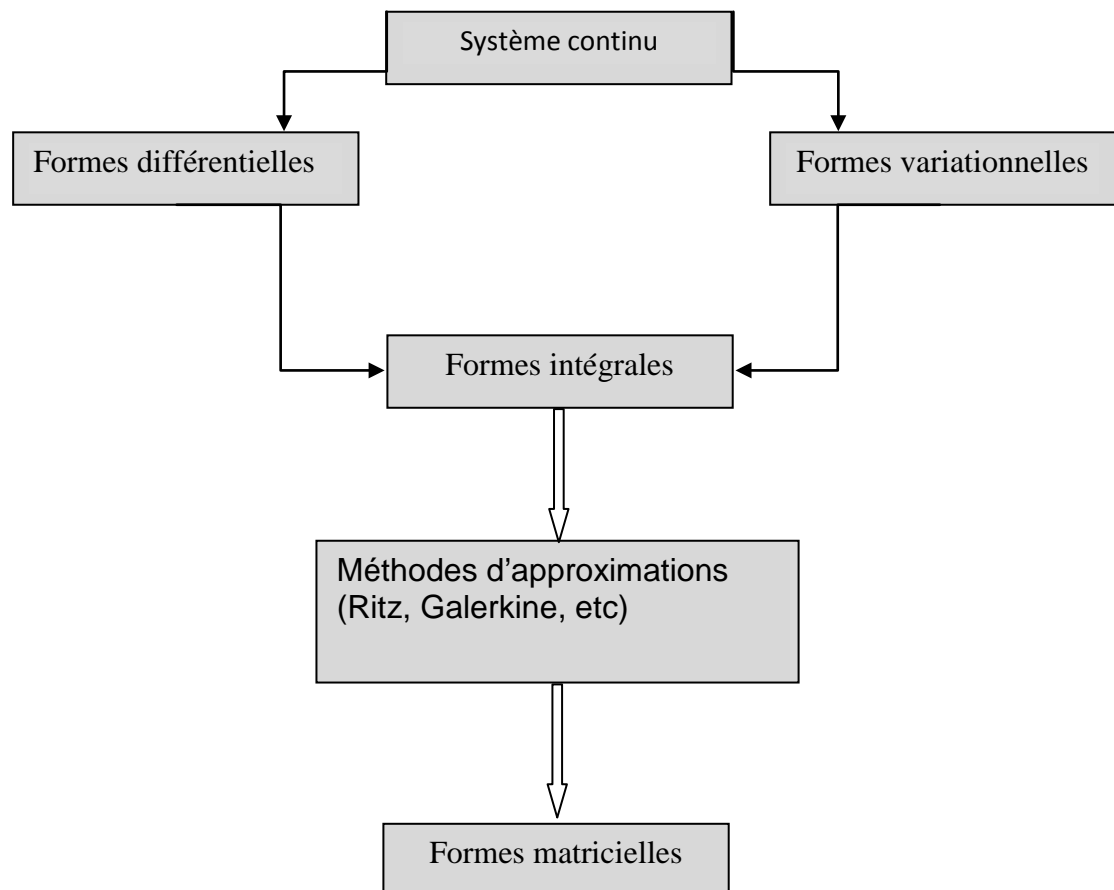 Système continu
Formes différentielles
Formes variationnelles
Formes intégrales
Méthodes d’approximations
(Ritz, Galerkine, etc)
Formes matricielles